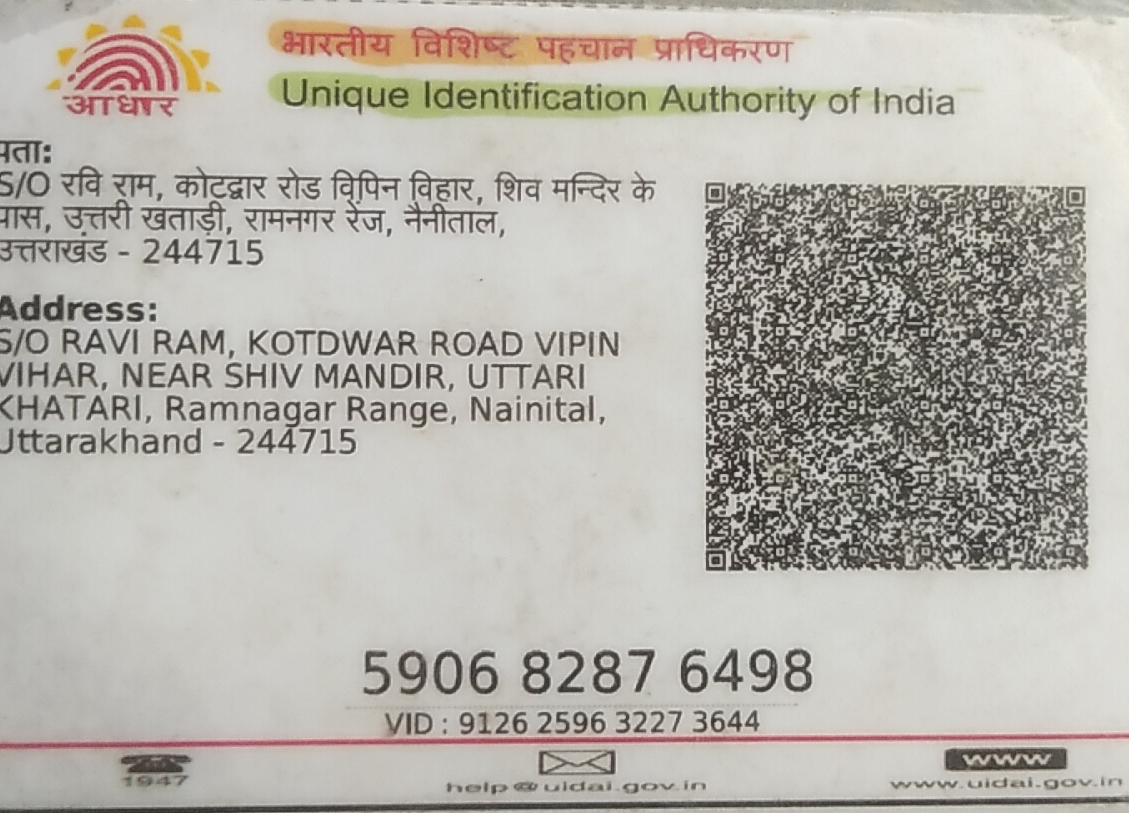 आधार
भारतीय विशिष्ट पहचान प्राधिकरण
Unique Identification Authority of India
पता:
S/O रवि राम, कोटद्वार रोड विपिन विहार, शिव मन्दिर के
पास, उत्तरी खताड़ी, रामनगर रेंज, नैनीताल,
उत्तराखंड - 244715
Address:
S/O RAVI RAM, KOTDWAR ROAD VIPIN
VIHAR, NEAR SHIV MANDIR, UTTARI
KHATARI, Ramnagar Range, Nainital,
Uttarakhand - 244715
5906 8287 6498
VID : 9126 2596 3227 3644
1947
help@uidai.gov.in
www
www.uidai.gov.in